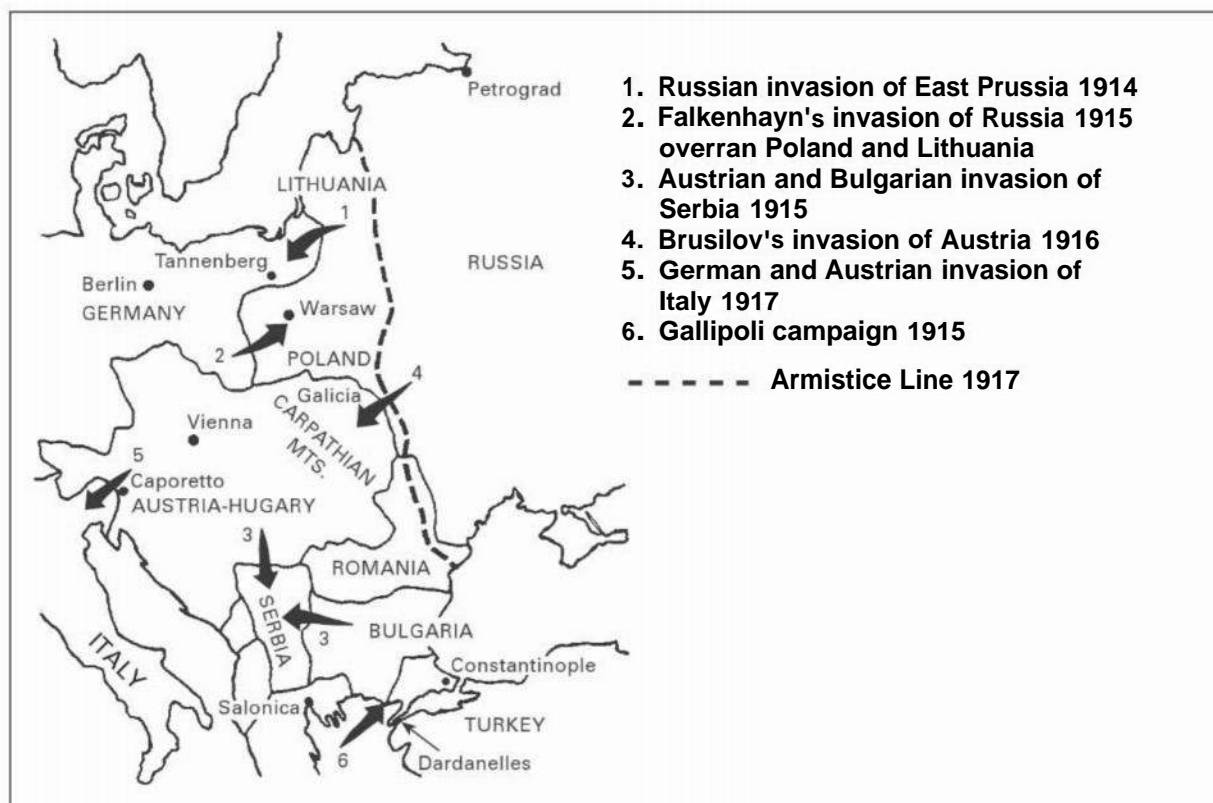 Petrograd
LITHUANIA
1
RUSSIA
Tannenberg
Berlin
GERMANY
Warsaw
2
POLAND
4
Galicia
CARPATHIAN
MTS.
Vienna
5
Caporetto
AUSTRIA-HUGARY
3
ROMANIA
SERBIA
3
BULGARIA
ITALY
Constantinople
Salonica
TURKEY
6
Dardanelles
1. Russian invasion of East Prussia 1914
2. Falkenhayn's invasion of Russia 1915
overran Poland and Lithuania
3. Austrian and Bulgarian invasion of
Serbia 1915
4. Brusilov's invasion of Austria 1916
5. German and Austrian invasion of
Italy 1917
6. Gallipoli campaign 1915
Armistice Line 1917